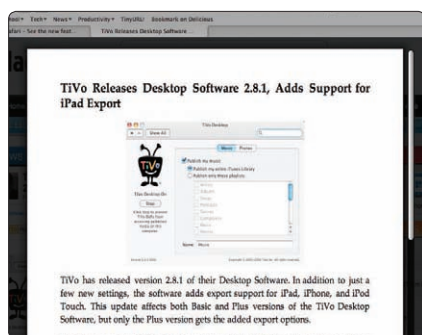 Tech▾ News▾ Productivity▾ TinyURL! Bookmark on Delicious
TiVo Releases Desktop Software ...
TiVo Releases Desktop Software 2.8.1, Adds Support for
iPad Export
TiVo Desktop
Show All
Music Photos
TiVo
Publish my music
Publish my entire iTunes Library
Publish only these playlists:
Stop
Name: Music
TiVo has released version 2.8.1 of their Desktop Software. In addition to just a
few new settings, the software adds export support for iPad, iPhone, and iPod
Touch. This update affects both Basic and Plus versions of the TiVo Desktop
Software, but only the Plus version gets the added export options.